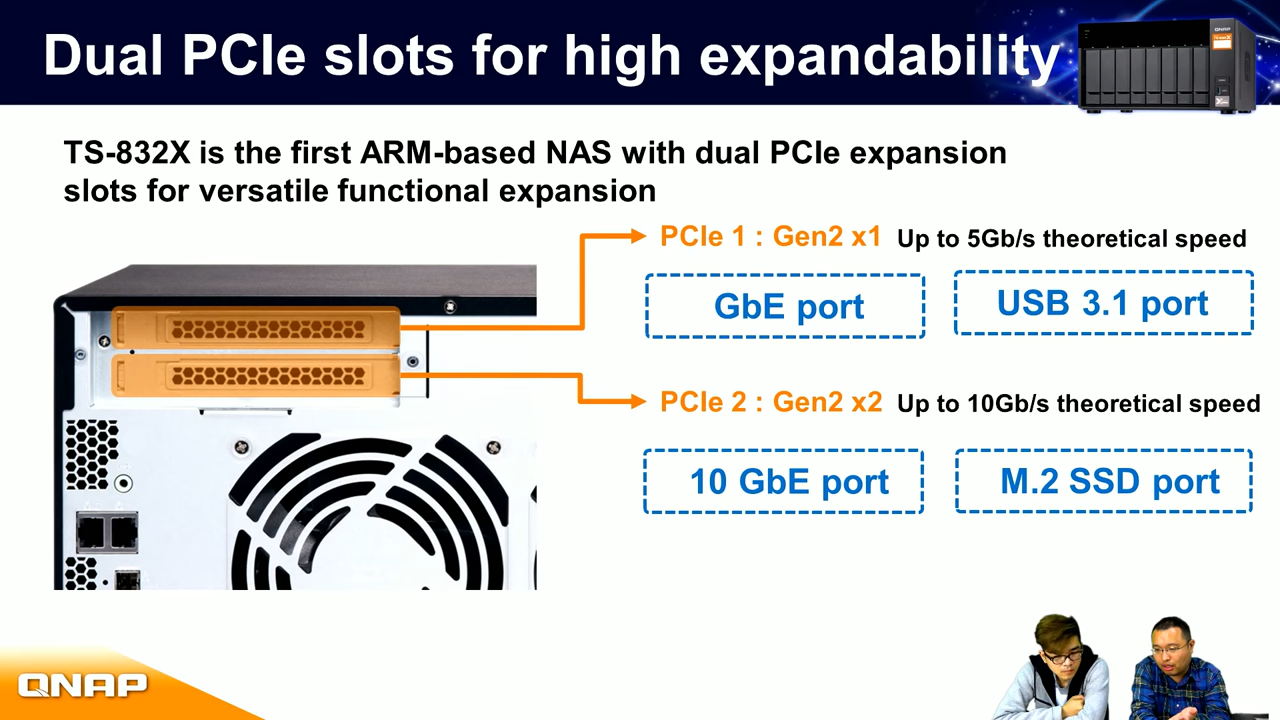 Dual PCIe slots for high expandability
QNAP
TS-832X is the first ARM-based NAS with dual PCIe expansion
slots for versatile functional expansion
PCIe 1 : Gen2 x1 Up to 5Gb/s theoretical speed
GbE port
USB 3.1 port
PCIe 2 : Gen2 x2 Up to 10Gb/s theoretical speed
10 GbE port
M.2 SSD port
QNAP